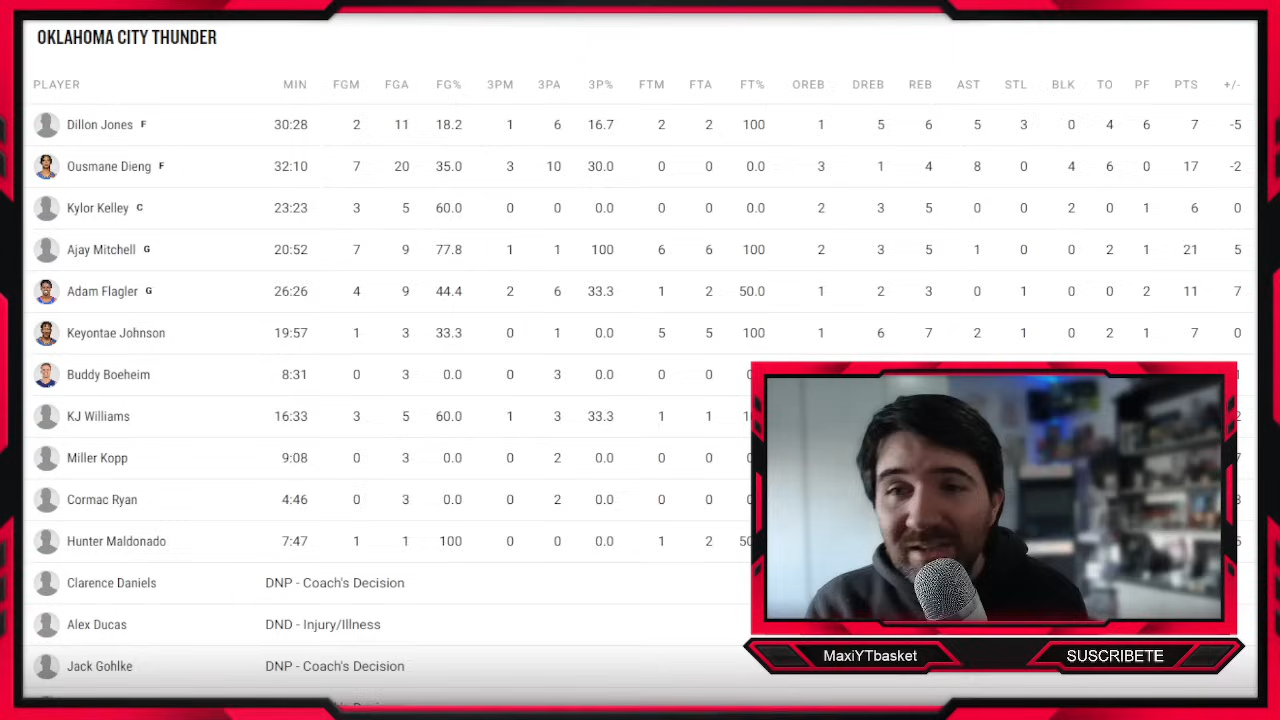 OKLAHOMA CITY THUNDER
PLAYER MIN FGM FGA FG% 3PM 3PA 3P% FTM FTA FT% OREB DREB REB AST STL BLK TO PF PTS +/-
Dillon Jones F 30:28 2 11 18.2 1 6 16.7 2 2 100 1 5 6 5 3 0 4 6 7 -5
Ousmane Dieng F 32:10 7 20 35.0 3 10 30.0 0 0 0.0 3 1 4 8 0 4 6 0 17 -2
Kylor Kelley C 23:23 3 5 60.0 0 0 0.0 0 0 0.0 2 3 5 0 0 2 0 1 6 0
Ajay Mitchell G 20:52 7 9 77.8 1 1 100 6 6 100 2 3 5 1 0 0 2 1 21 5
Adam Flagler G 26:26 4 9 44.4 2 6 33.3 1 2 50.0 1 2 3 0 1 0 0 2 11 7
Keyontae Johnson 19:57 1 3 33.3 0 1 0.0 5 5 100 1 6 7 2 1 0 2 1 7 0
Buddy Boeheim 8:31 0 3 0.0 0 3 0.0 0 0
KJ Williams 16:33 3 5 60.0 1 3 33.3 1 1
Miller Kopp 9:08 0 3 0.0 0 2 0.0 0 0
Cormac Ryan 4:46 0 3 0.0 0 2 0.0 0 0
Hunter Maldonado 7:47 1 1 100 0 0 0.0 1 2
Clarence Daniels DNP - Coach's Decision
Alex Ducas DND - Injury/Illness
Jack Gohlke DNP - Coach's Decision
MaxiYTbasket
SUSCRIBETE